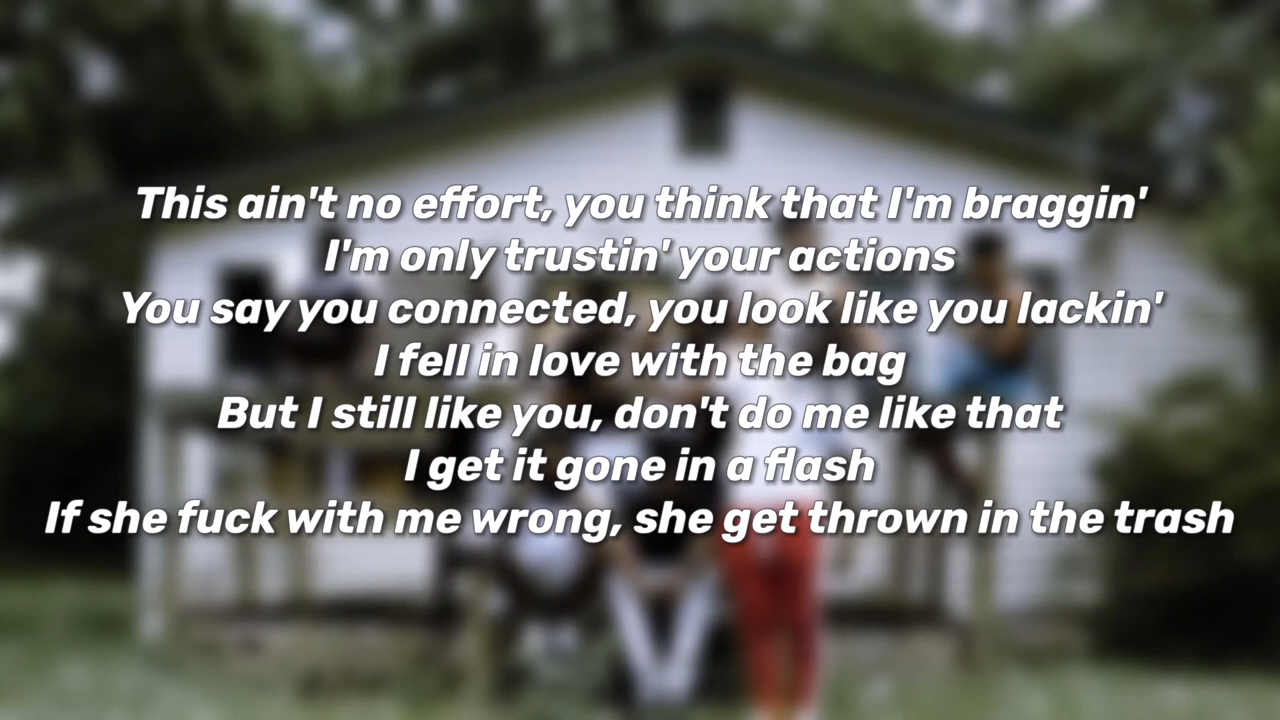 This ain't no effort, you think that I'm braggin'
I'm only trustin' your actions
You say you connected, you look like you lackin'
I fell in love with the bag
But I still like you, don't do me like that
I get it gone in a flash
If she fuck with me wrong, she get thrown in the trash